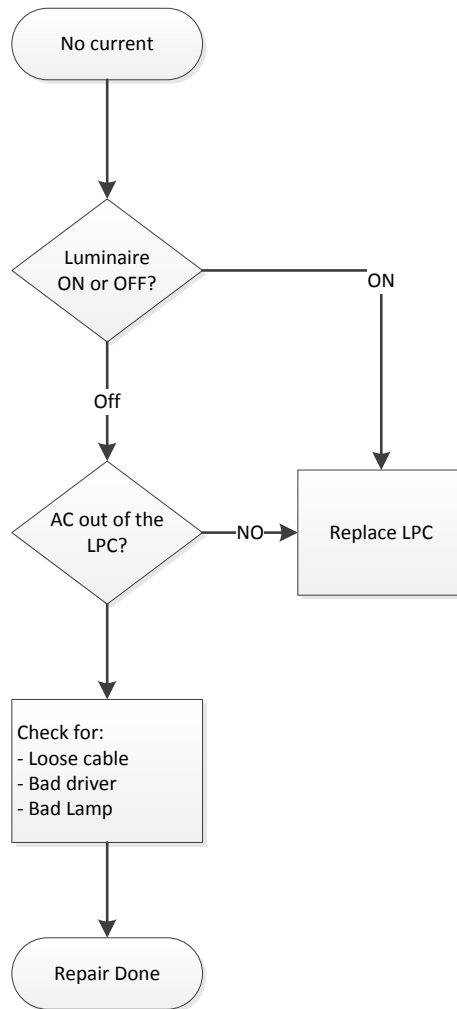 No current
Luminaire
ON or OFF?
ON
Off
AC out of the
LPC?
NO
Replace LPC
Check for:
- Loose cable
- Bad driver
- Bad Lamp
Repair Done